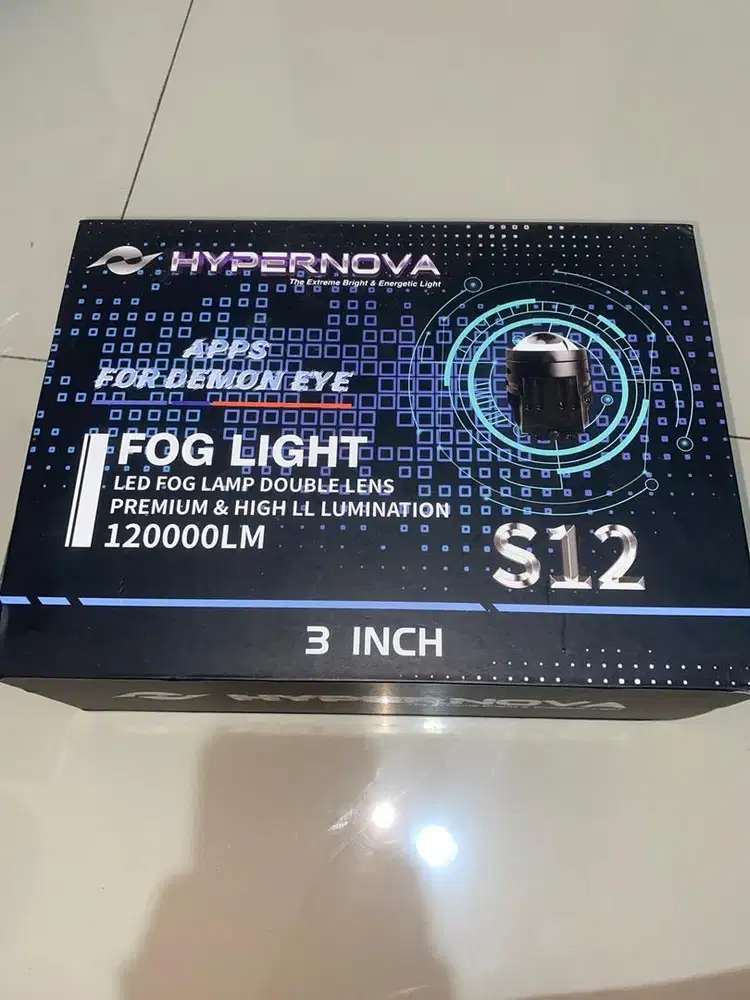 HYPERNOVA
The Extreme Bright & Energetic Light
APPS
FOR DEMON EYE
FOG LIGHT
LED FOG LAMP DOUBLE LENS
PREMIUM & HIGH LL LUMINATION
120000LM
S12
3 INCH
HYPERNOVA